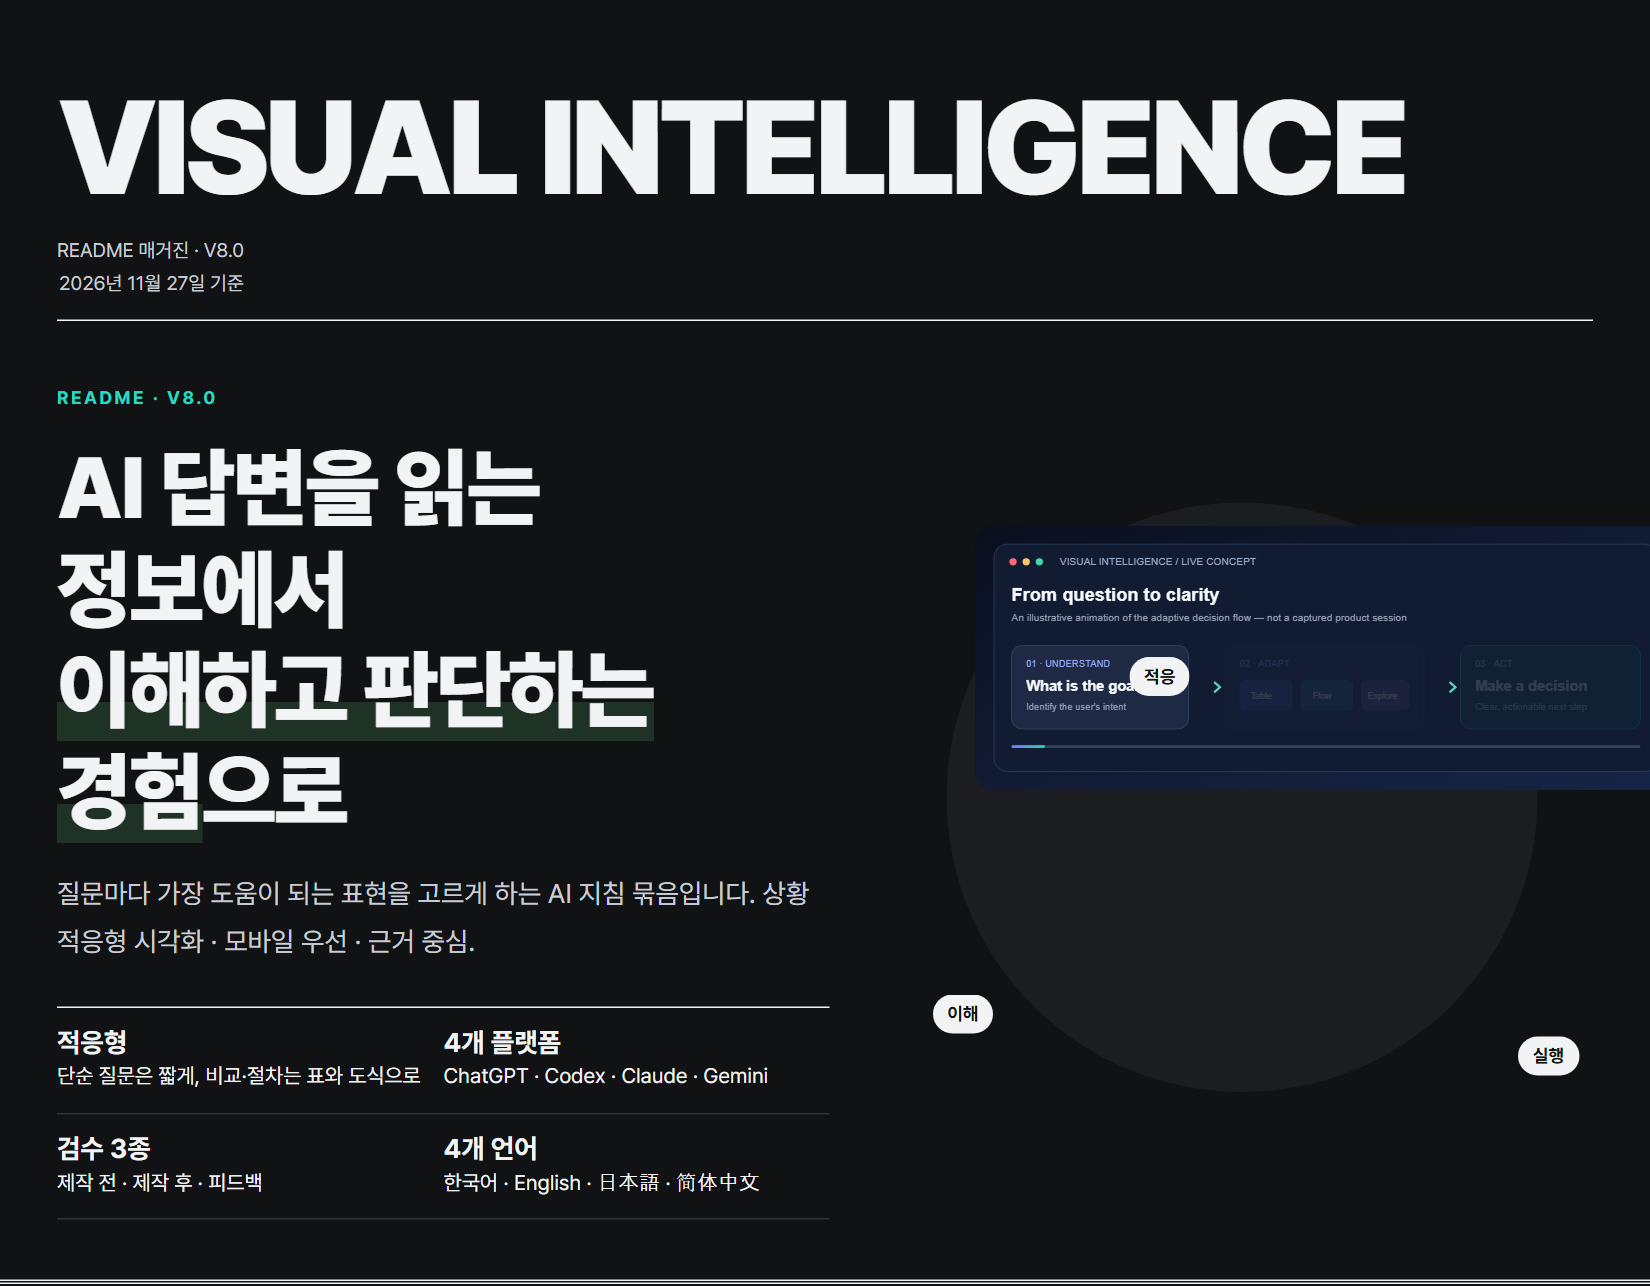 VISUAL INTELLIGENCE
README 매거진 · V8.0
2026년 11월 27일 기준
README · V8.0
AI 답변을 읽는
정보에서
이해하고 판단하는
경험으로
질문마다 가장 도움이 되는 표현을 고르게 하는 AI 지침 묶음입니다. 상황
적응형 시각화 · 모바일 우선 · 근거 중심.
적응형
단순 질문은 짧게, 비교·절차는 표와 도식으로
4개 플랫폼
ChatGPT · Codex · Claude · Gemini
검수 3종
제작 전 · 제작 후 · 피드백
4개 언어
한국어 · English · 日本語 · 简体中文
VISUAL INTELLIGENCE / LIVE CONCEPT
From question to clarity
An illustrative animation of the adaptive decision flow — not a captured product session
01 · UNDERSTAND
What is the
Identify the user's intent
적응
02 · ADAPT
Table
Flow
Explore
03 · ACT
Make a decision
Clear, actionable next step
이해
실행